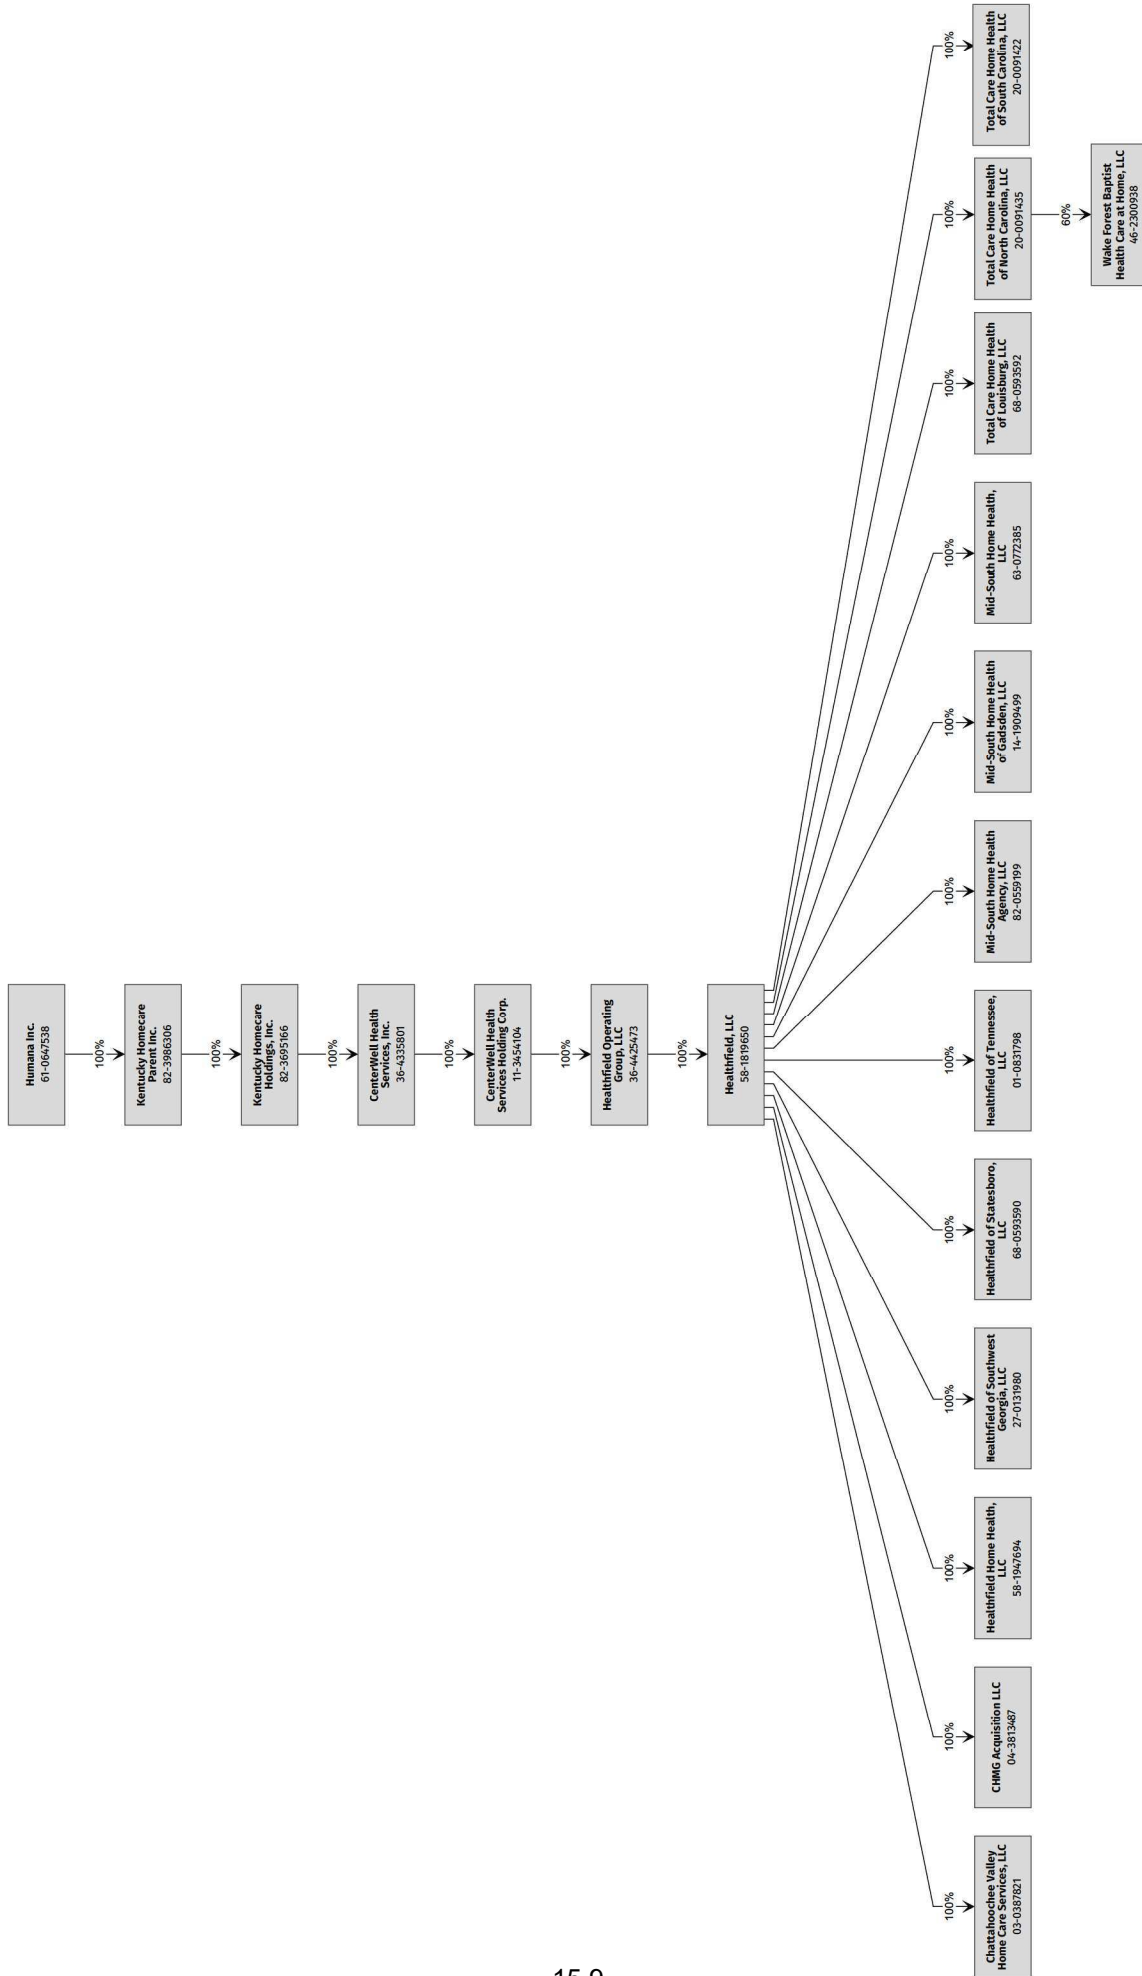 Humana Inc.
61-0647538
100%
Kentucky Homecare
Parent Inc.
82-3986306
100%
Kentucky Homecare
Holdings, Inc.
82-3695166
100%
CenterWell Health
Services, Inc.
36-4335801
100%
CenterWell Health
Services Holding Corp.
11-3454104
100%
Healthfield Operating
Group, LLC
36-4425473
100%
Healthfield, LLC
58-1819650
100%
Chattahoochee Valley
Home Care Services, LLC
03-0387821
100%
CHMG Acquisition LLC
04-3813487
100%
Healthfield Home Health,
LLC
58-1947694
100%
Healthfield of Southwest
Georgia, LLC
27-0131980
100%
Healthfield of Statesboro,
LLC
68-0593590
100%
Healthfield of Tennessee,
LLC
01-0831798
100%
Mid-South Home Health
Agency, LLC
82-0559199
100%
Mid-South Home Health
of Gadsden, LLC
14-1909499
100%
Mid-South Home Health,
LLC
63-0772385
100%
Total Care Home Health
of Louisburg, LLC
68-0593592
100%
Total Care Home Health
of North Carolina, LLC
20-0091435
100%
Total Care Home Health
of South Carolina, LLC
20-0091422
60%
Wake Forest Baptist
Health Care at Home, LLC
46-2300938
15.9